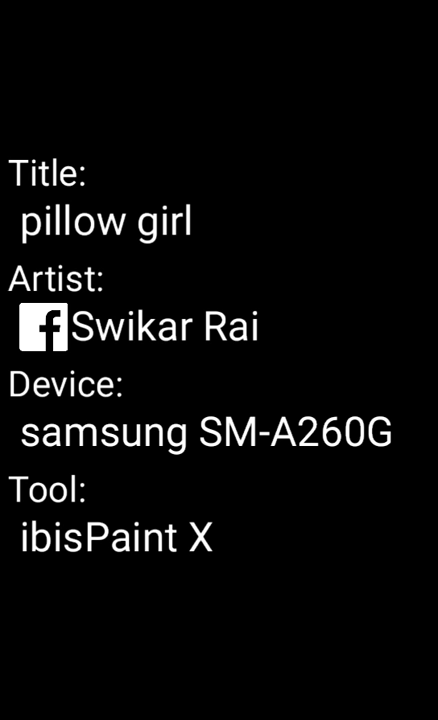 Title:
pillow girl
Artist:
Swikar Rai
Device:
samsung SM-A260G
Tool:
ibisPaint X